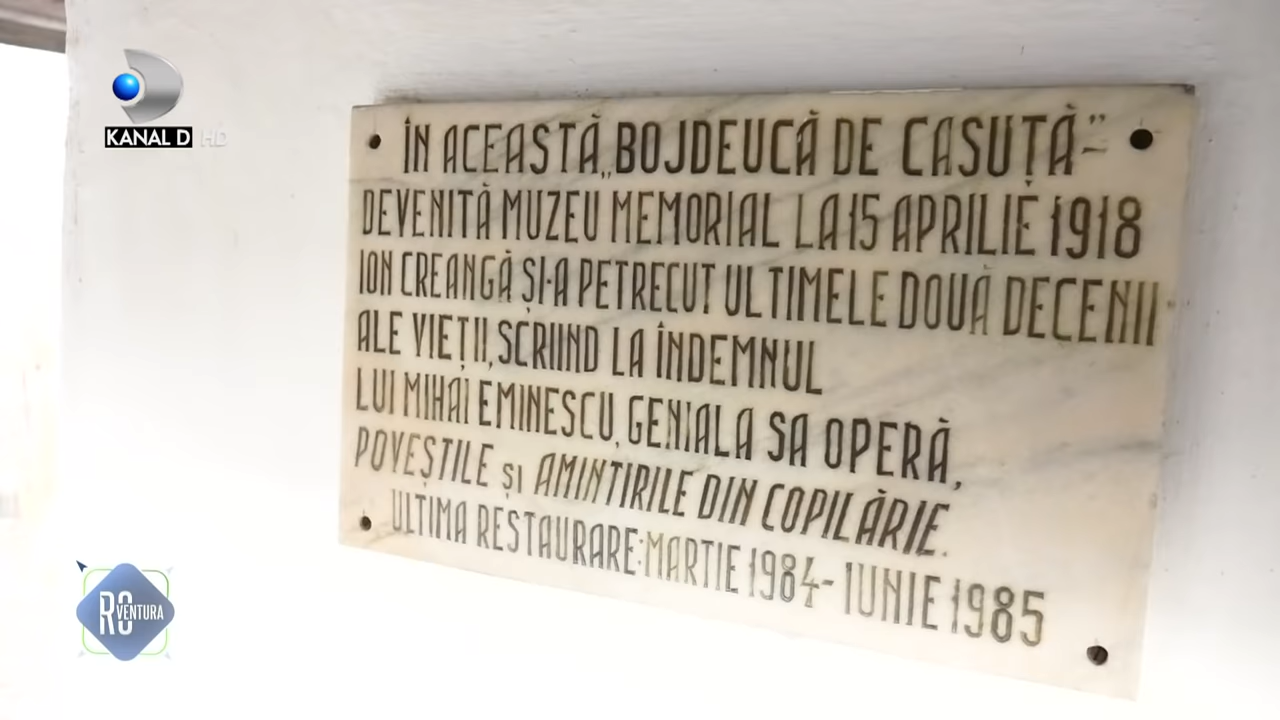 KANAL D HD
ÎN ACEASTĂ „BOJDEUCĂ DE CASUȚĂ” –
DEVENITĂ MUZEU MEMORIAL LA 15 APRILIE 1918
ION CREANGĂ ȘI-A PETRECUT ULTIMELE DOUĂ DECENII
ALE VIEȚII, SCRIIND LA ÎNDEMNUL
LUI MIHAI EMINESCU, GENIALA SA OPERĂ,
POVEȘTILE și AMINTIRILE DIN COPILĂRIE.
ULTIMA RESTAURARE: MARTIE 1984 - IUNIE 1985
ROVENTURA